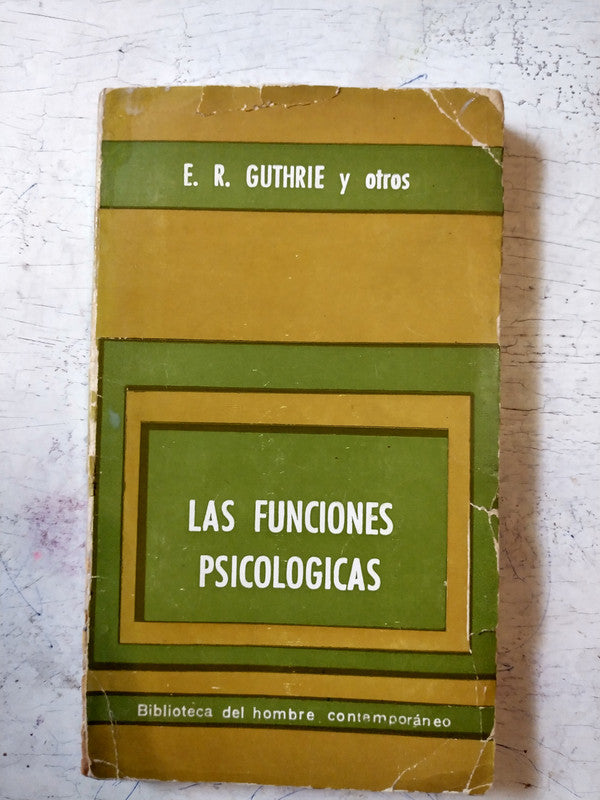 E. R. GUTHRIE y otros
LAS FUNCIONES
PSICOLOGICAS
Biblioteca del hombre contemporáneo